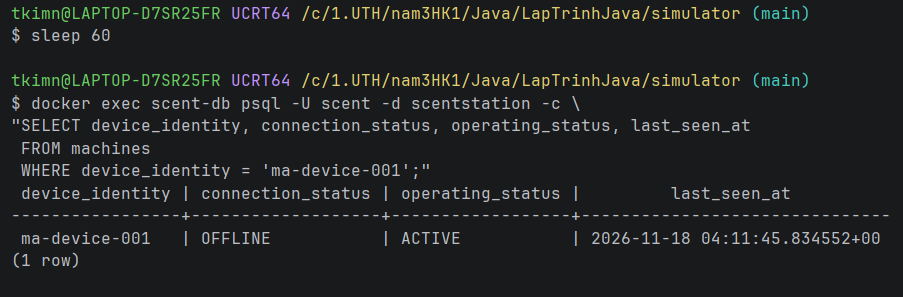 tkimn@LAPTOP-D7SR25FR UCRT64 /c/1.UTH/nam3HK1/Java/LapTrinhJava/simulator (main)
$ sleep 60
tkimn@LAPTOP-D7SR25FR UCRT64 /c/1.UTH/nam3HK1/Java/LapTrinhJava/simulator (main)
$ docker exec scent-db psql -U scent -d scentstation -c \
"SELECT device_identity, connection_status, operating_status, last_seen_at
 FROM machines
 WHERE device_identity = 'ma-device-001';"
 device_identity | connection_status | operating_status |         last_seen_at
-----------------+-------------------+------------------+-------------------------------
 ma-device-001   | OFFLINE           | ACTIVE           | 2026-11-18 04:11:45.834552+00
(1 row)